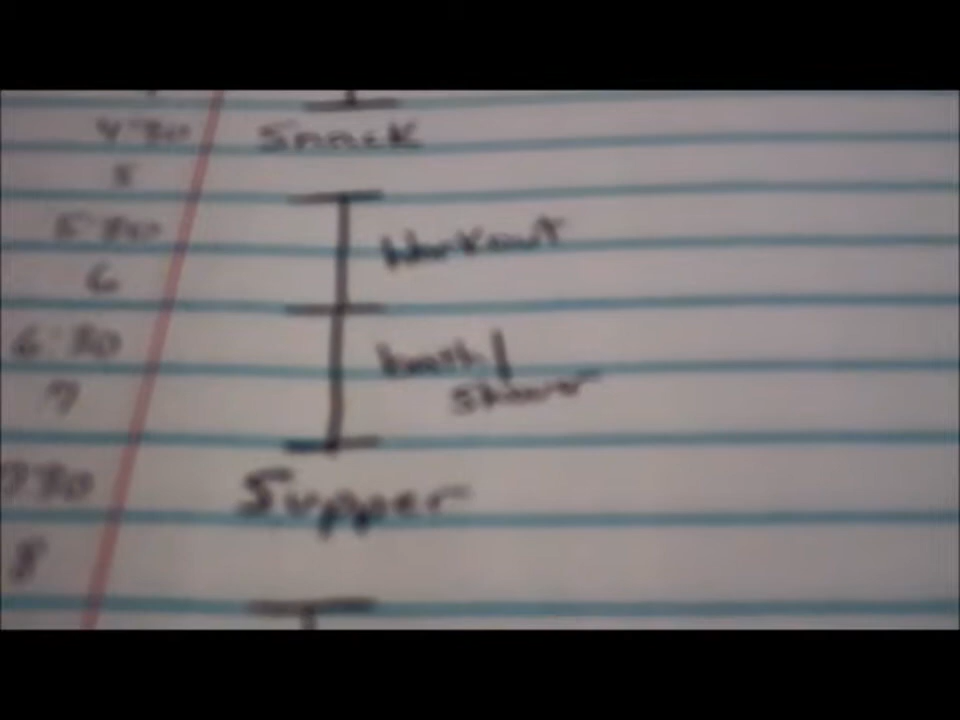 4:30 Snack
5
5:30 Workout
6
6:30 bath/
7 Shower
7:30 Supper
8